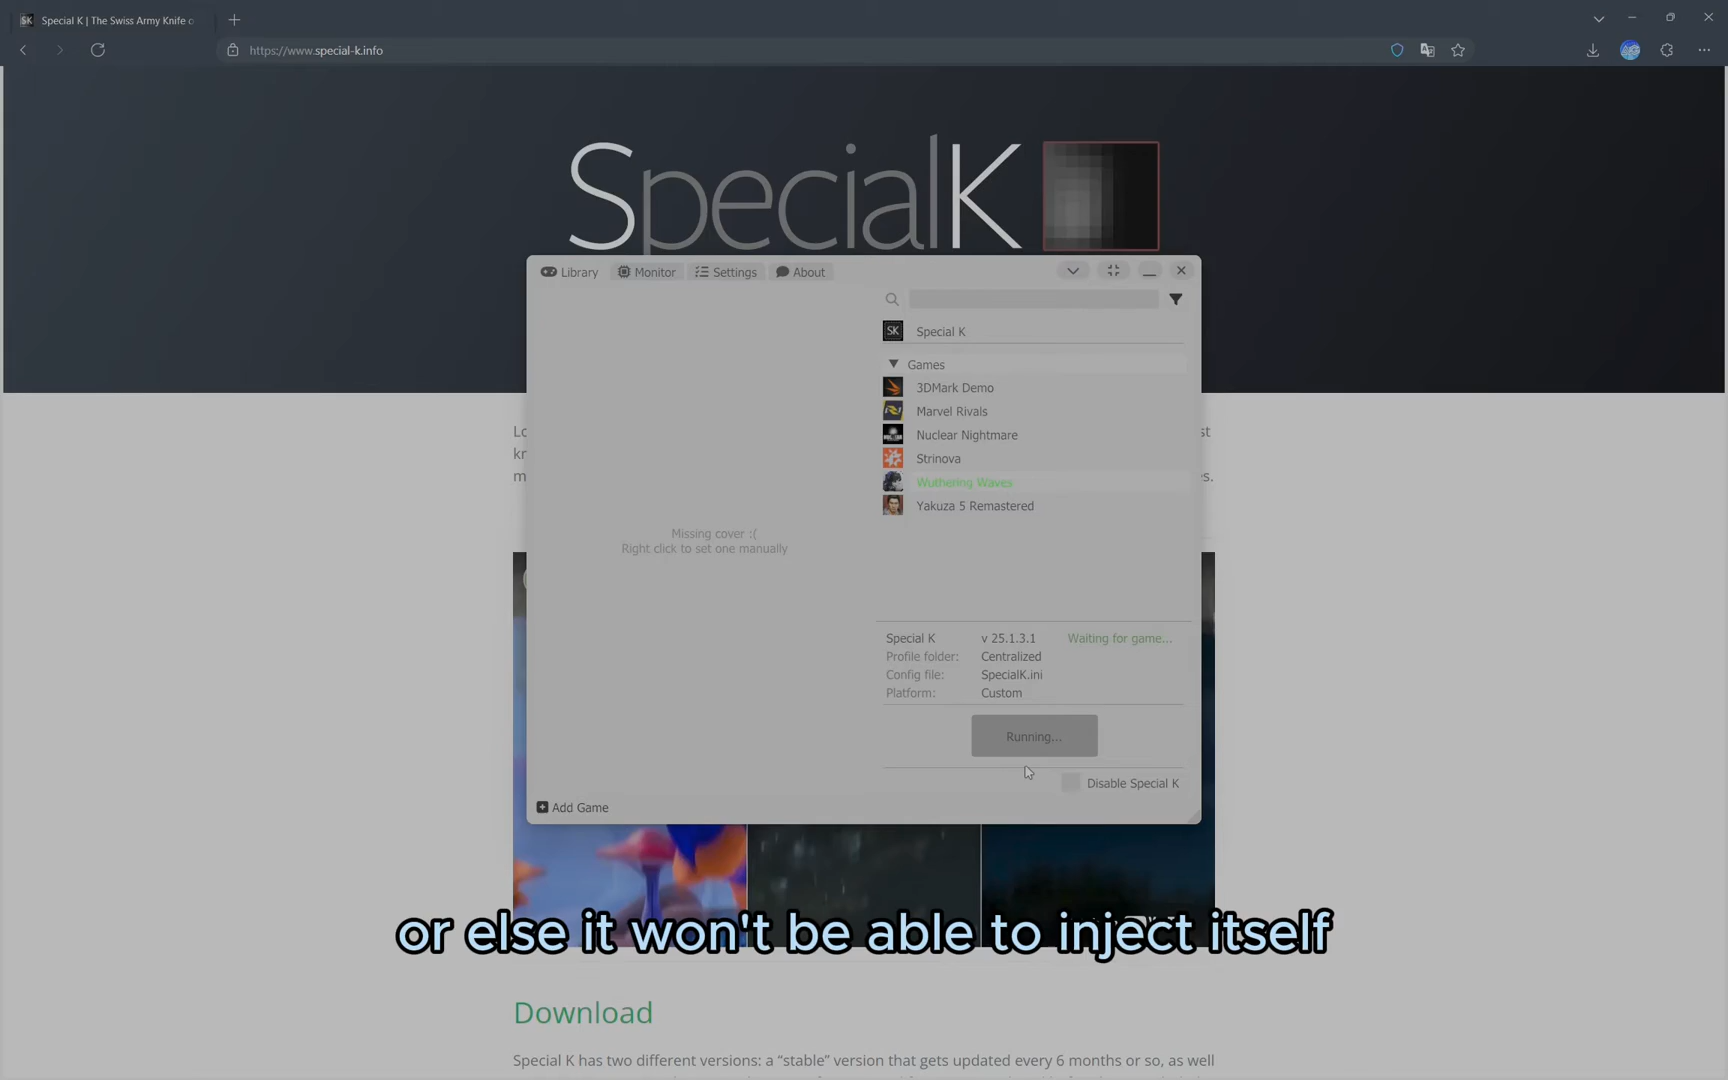 SK Special K | The Swiss Army Knife o
https://www.special-k.info
SpecialK
Library Monitor Settings About
SK Special K
Games
3DMark Demo
Marvel Rivals
Nuclear Nightmare
Strinova
Wuthering Waves
Yakuza 5 Remastered
Missing cover :(
Right click to set one manually
Special K v 25.1.3.1 Waiting for game...
Profile folder: Centralized
Config file: SpecialK.ini
Platform: Custom
Running...
Disable Special K
Add Game
or else it won't be able to inject itself
Download
Special K has two different versions: a “stable” version that gets updated every 6 months or so, as well